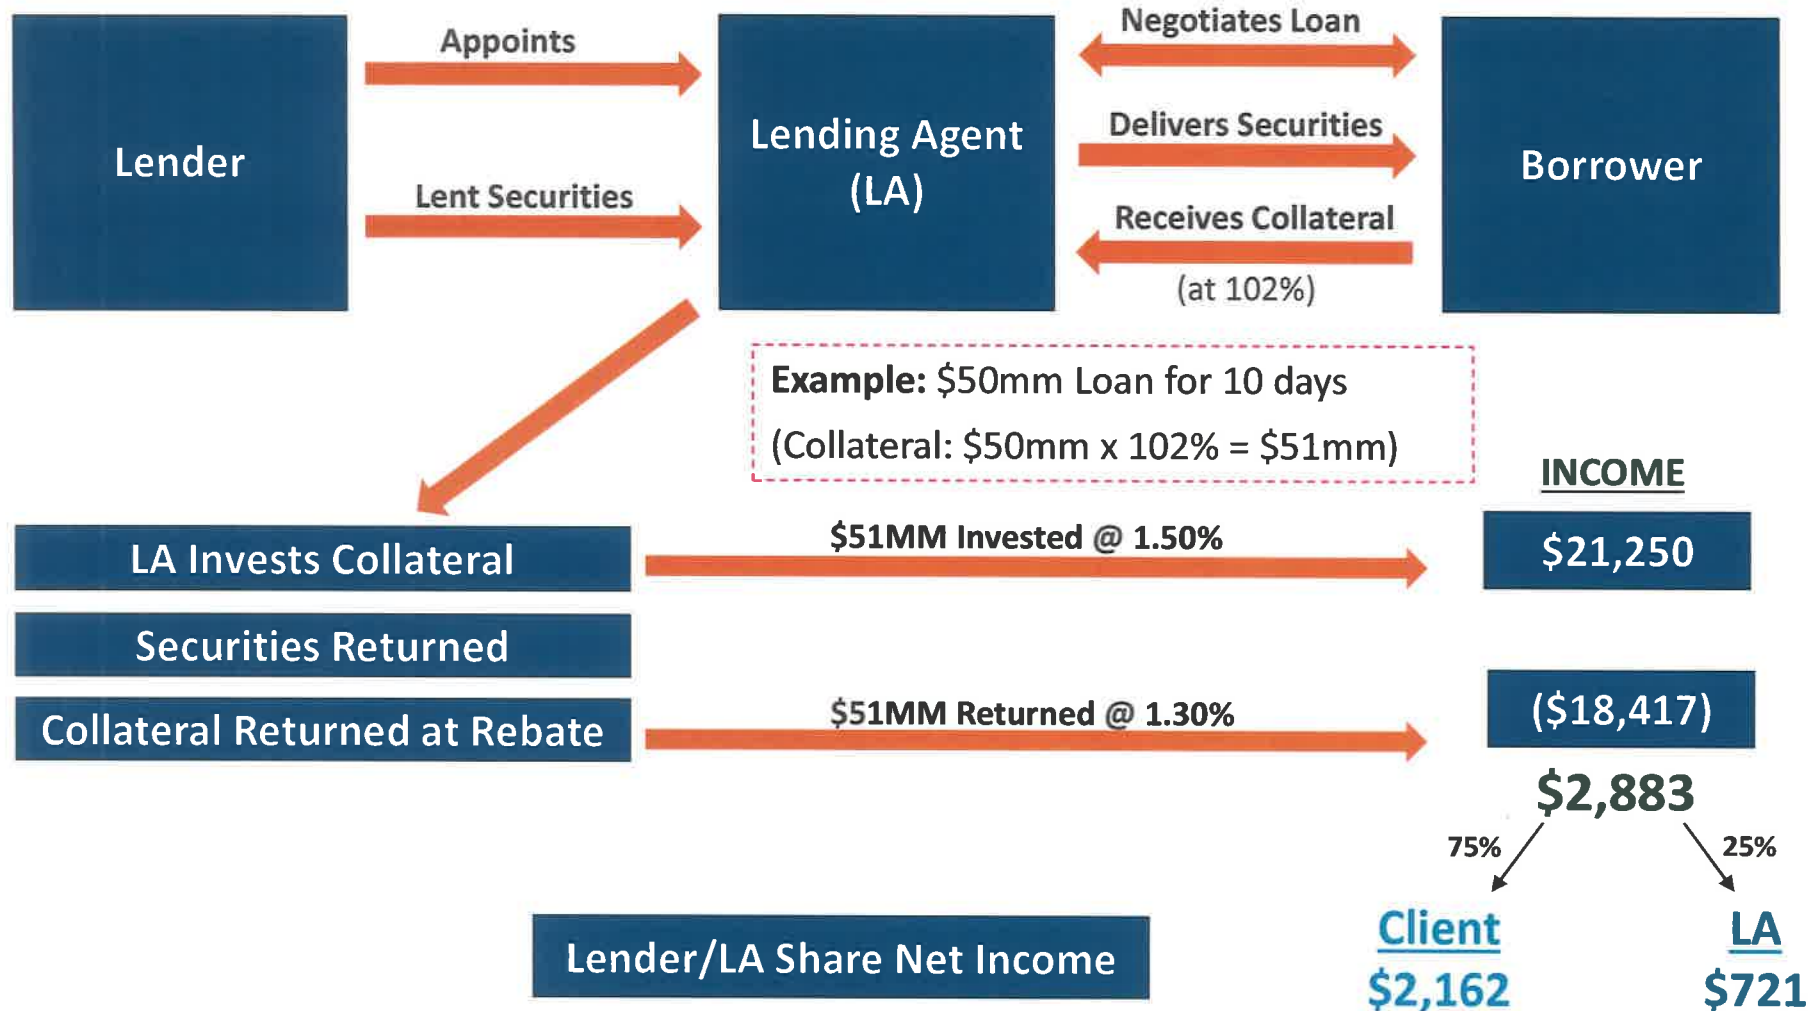 Lender
Appoints
Lent Securities
Lending Agent
(LA)
Negotiates Loan
Delivers Securities
Receives Collateral
(at 102%)
Borrower
Example: $50mm Loan for 10 days
(Collateral: $50mm x 102% = $51mm)
INCOME
LA Invests Collateral
$51MM Invested @ 1.50%
$21,250
Securities Returned
Collateral Returned at Rebate
$51MM Returned @ 1.30%
($18,417)
$2,883
75%
25%
Lender/LA Share Net Income
Client
$2,162
LA
$721